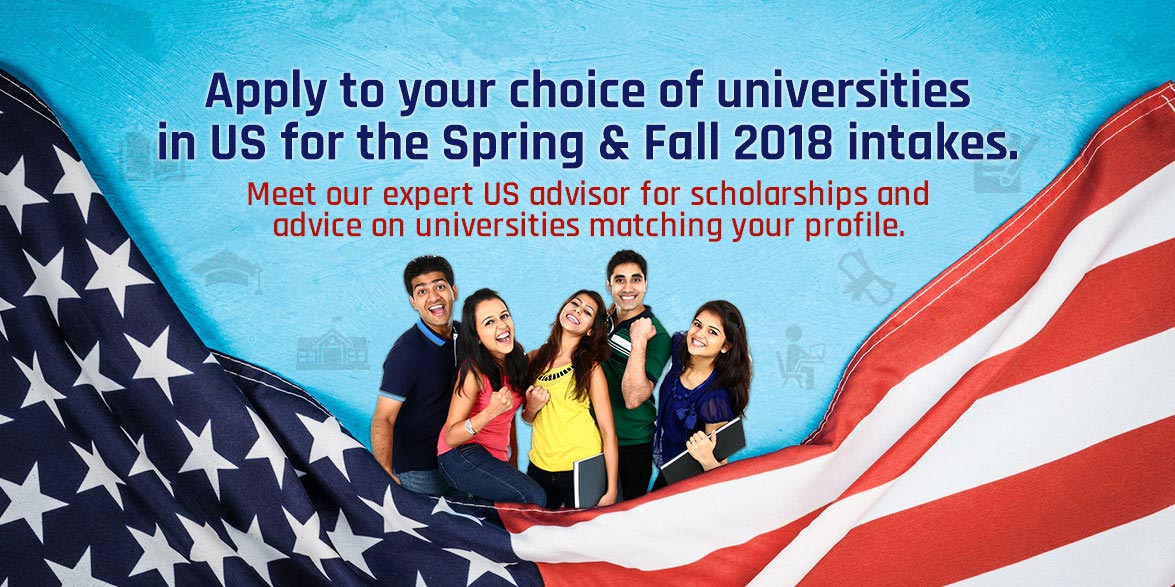 Apply to your choice of universities
in US for the Spring & Fall 2018 intakes.
Meet our expert US advisor for scholarships and
advice on universities matching your profile.